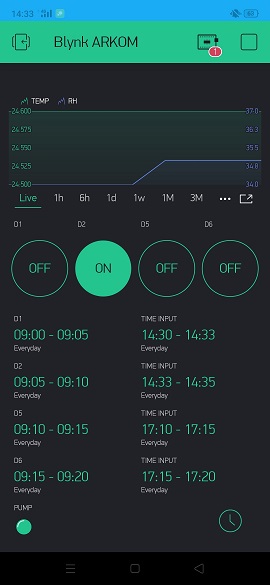 14:33
Blynk ARKOM
1
TEMP RH
24.600 37.0
24.575 36.3
24.550 35.5
24.525 34.8
24.500 34.0
Live 1h 6h 1d 1w 1M 3M
D1 D2 D5 D6
OFF ON OFF OFF
D1 TIME INPUT
09:00 - 09:05 14:30 - 14:33
Everyday Everyday
D2 TIME INPUT
09:05 - 09:10 14:33 - 14:35
Everyday Everyday
D5 TIME INPUT
09:10 - 09:15 17:10 - 17:15
Everyday Everyday
D6 TIME INPUT
09:15 - 09:20 17:15 - 17:20
Everyday Everyday
PUMP